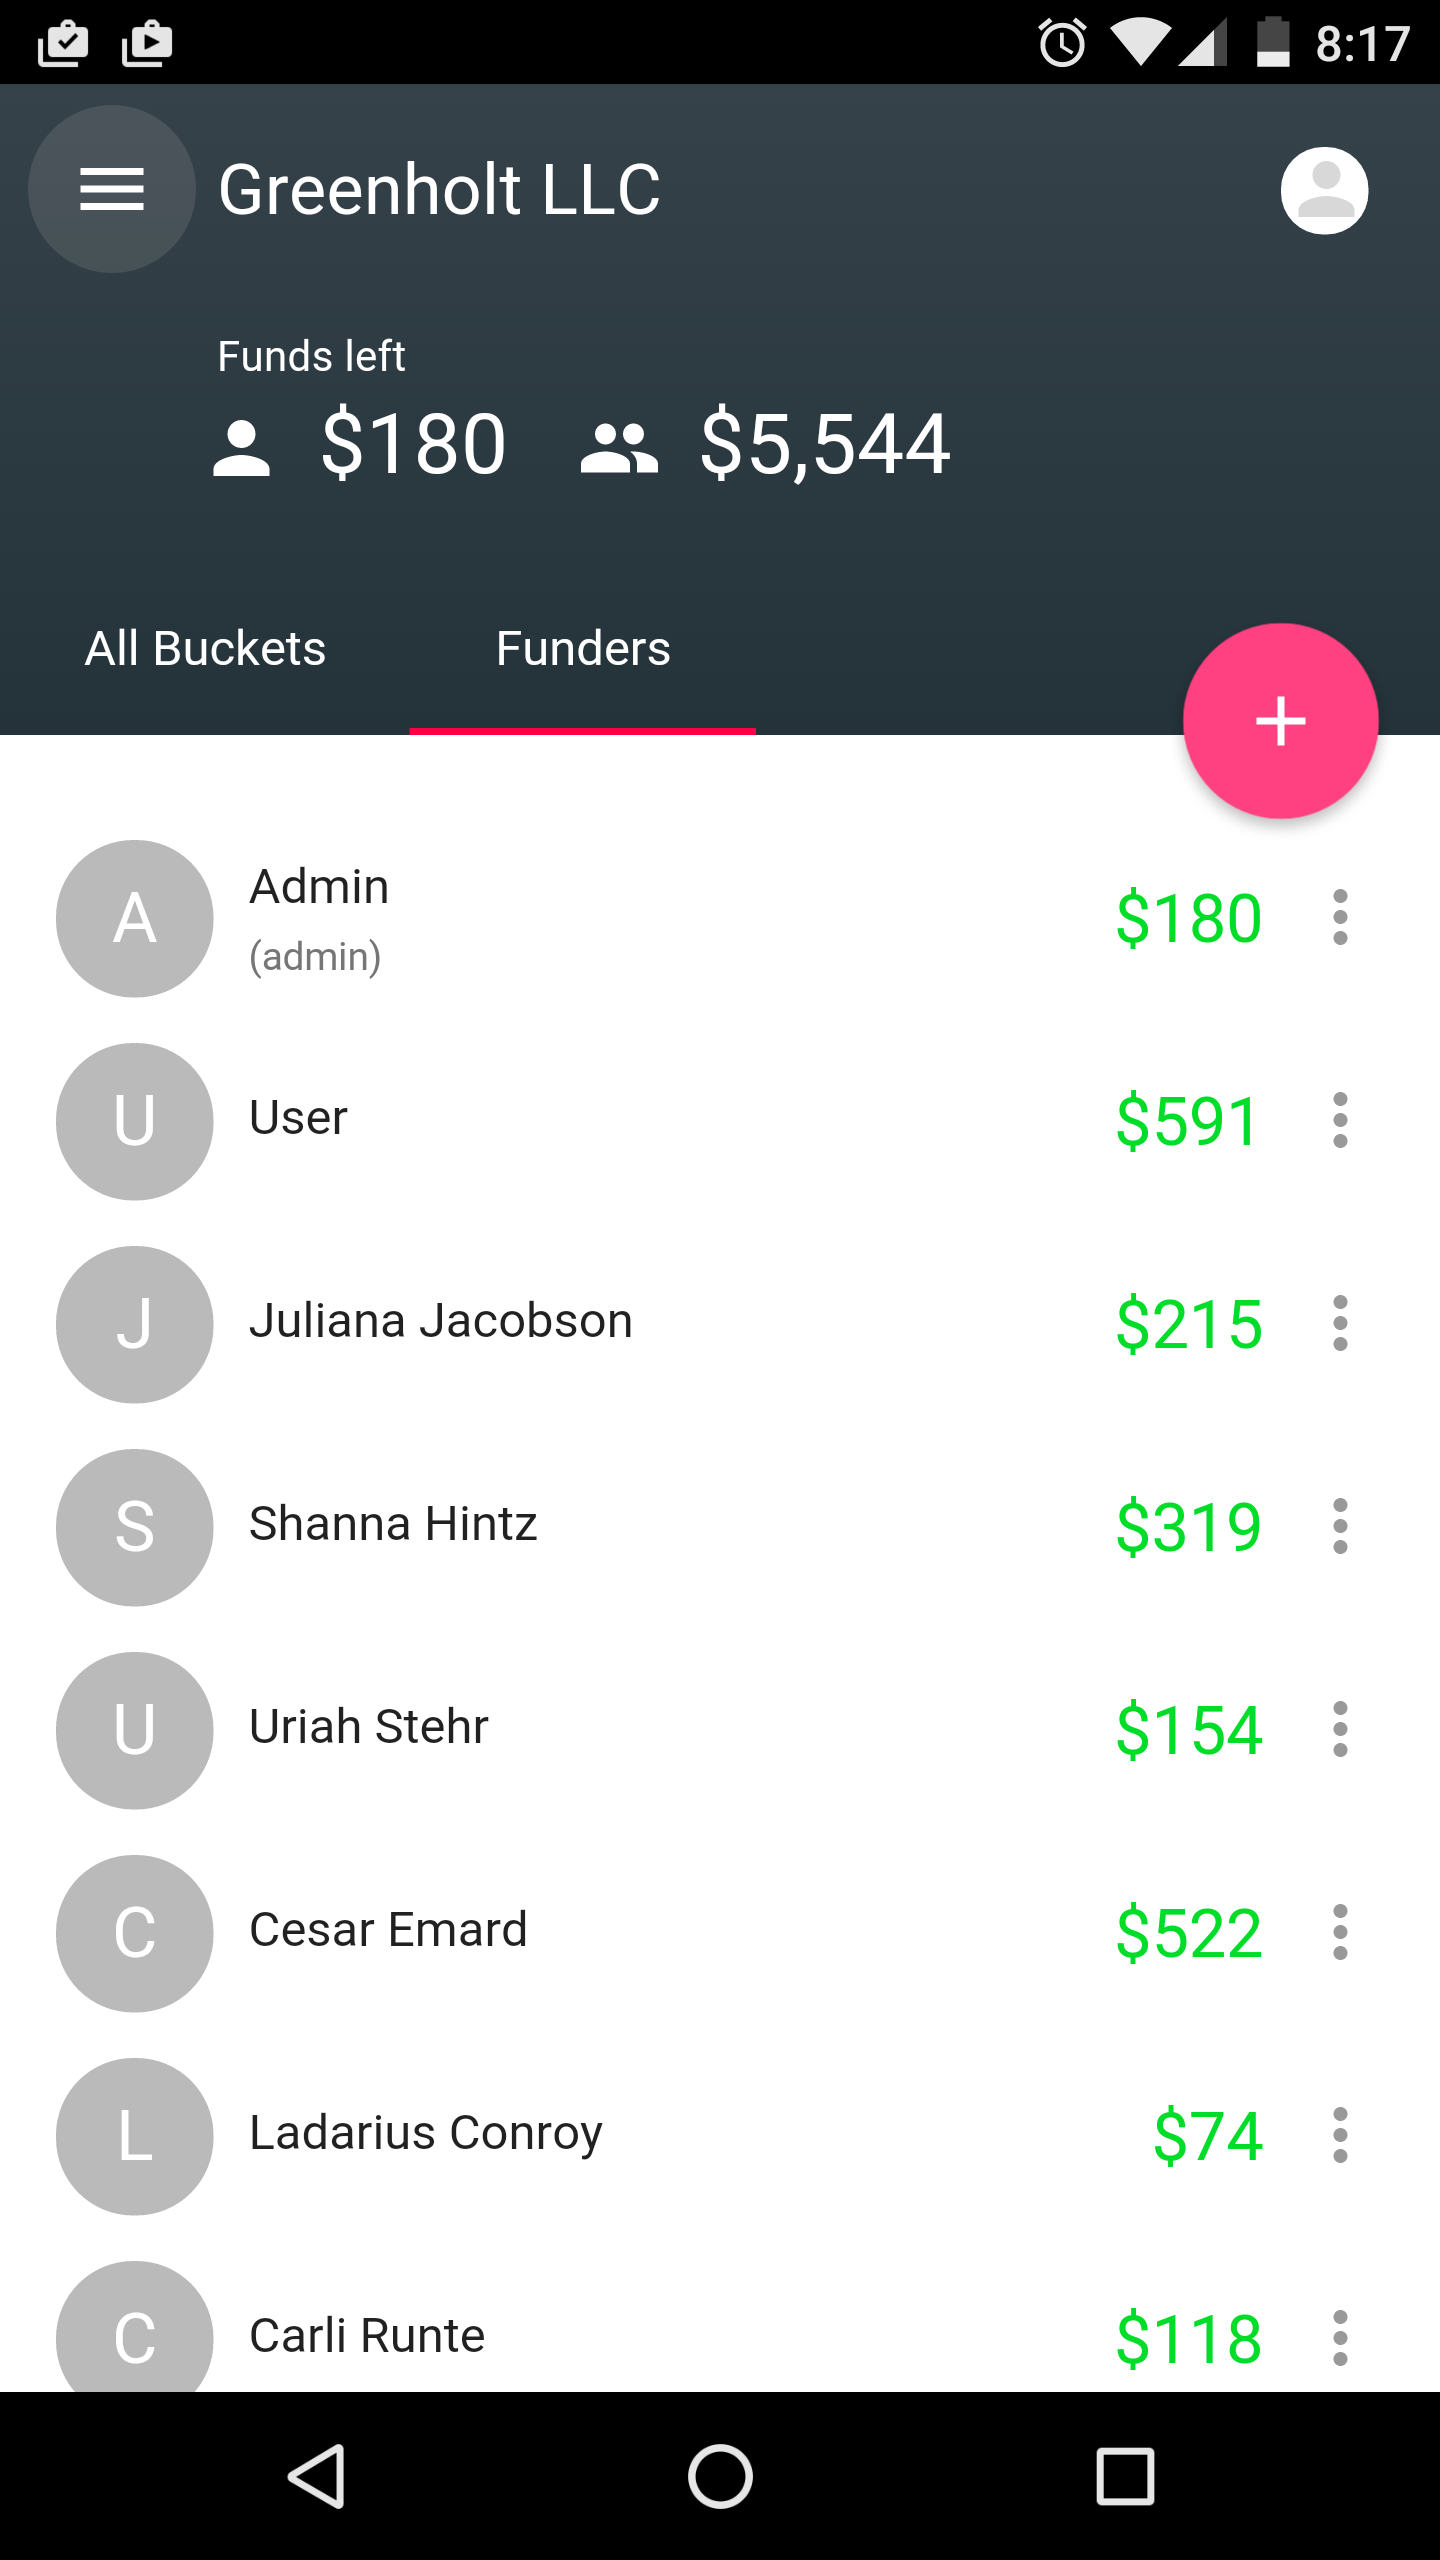 8:17
Greenholt LLC
Funds left
$180 $5,544
All Buckets Funders
+
A Admin $180
(admin)
U User $591
J Juliana Jacobson $215
S Shanna Hintz $319
U Uriah Stehr $154
C Cesar Emard $522
L Ladarius Conroy $74
C Carli Runte $118